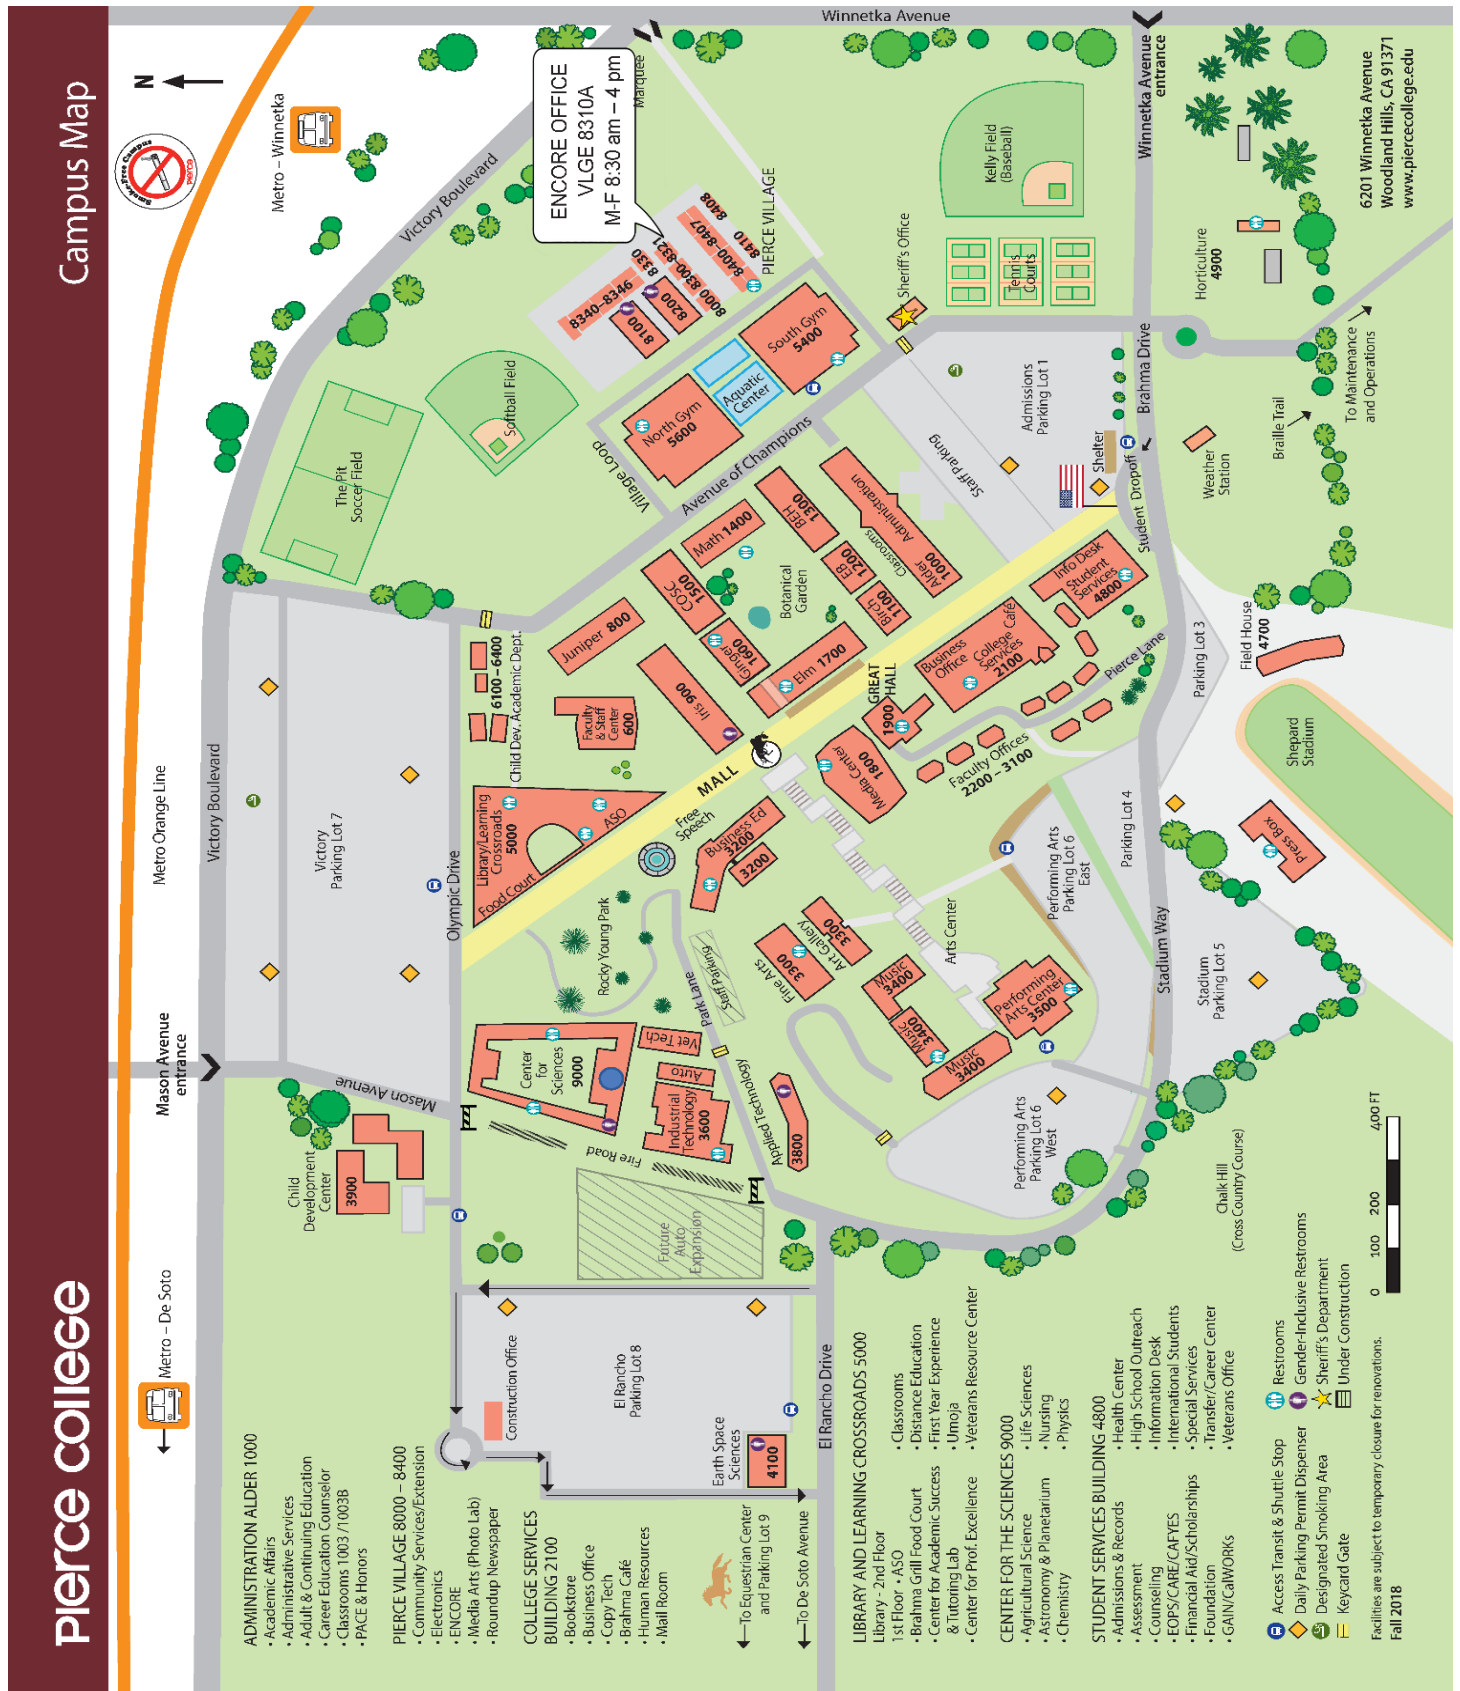 PIERCE COLLEGE
Campus Map
Smoke-Free Campus
PIERCE
N
Metro – De Soto
Metro – Winnetka
Metro Orange Line
Mason Avenue
entrance
Victory Boulevard
Victory Boulevard
Winnetka Avenue
Winnetka Avenue
entrance
Marquee
ENCORE OFFICE
VLGE 8310A
M-F 8:30 am – 4 pm
PIERCE VILLAGE
8340–8346
8330
8300–8321
8400–8407
8408
8410
8000
8100
8200
Sheriff's Office
Kelly Field
(Baseball)
Tennis
Courts
Horticulture
4900
6201 Winnetka Avenue
Woodland Hills, CA 91371
www.piercecollege.edu
South Gym
5400
Aquatic
Center
North Gym
5600
Village Loop
Avenue of Champions
Softball Field
The Pit
Soccer Field
Admissions
Parking Lot 1
Staff Parking
Shelter
Student Dropoff
Brahma Drive
To Maintenance
and Operations
Braille Trail
Weather
Station
Math 1400
BEH
1300
Administration
Classrooms
Alder
1000
EB
1200
Birch
1100
COSC
1500
Botanical
Garden
Ginger
1600
Elm 1700
Juniper 800
Iris 900
Faculty
& Staff
Center
600
6100 – 6400
Child Dev. Academic Dept.
Info Desk
Student
Services
4800
Business
Office
College Café
Services
2100
GREAT
HALL
1900
Media Center
1800
Faculty Offices
2200 – 3100
Pierce Lane
Parking Lot 3
Field House
4700
Shepard
Stadium
Press Box
MALL
Free
Speech
Library/Learning
Crossroads
5000
Food Court
ASO
Olympic Drive
Victory
Parking Lot 7
Business Ed
3200
3200
Rocky Young Park
Park Lane
Staff Parking
Fine Arts
3300
Art Gallery
3300
Music
3400
Music
3400
Music
3400
Arts Center
Performing
Arts Center
3500
Performing Arts
Parking Lot 6
East
Parking Lot 4
Stadium Way
Stadium
Parking Lot 5
Performing Arts
Parking Lot 6
West
Chalk Hill
(Cross Country Course)
Mason Avenue
Child
Development
Center
3900
Center
for
Sciences
9000
Vet Tech
Auto
Industrial
Technology
3600
Applied Technology
3800
Fire Road
Future
Auto
Expansion
Construction Office
El Rancho
Parking Lot 8
El Rancho Drive
Earth Space
Sciences
4100
To Equestrian Center
and Parking Lot 9
To De Soto Avenue
ADMINISTRATION ALDER 1000
• Academic Affairs
• Administrative Services
• Adult & Continuing Education
• Career Education Counselor
• Classrooms 1003 /1003B
• PACE & Honors
PIERCE VILLAGE 8000 – 8400
• Community Services/Extension
• Electronics
• ENCORE
• Media Arts (Photo Lab)
• Roundup Newspaper
COLLEGE SERVICES
BUILDING 2100
• Bookstore
• Business Office
• Copy Tech
• Brahma Café
• Human Resources
• Mail Room
LIBRARY AND LEARNING CROSSROADS 5000
Library - 2nd Floor
1st Floor • ASO
• Brahma Grill Food Court
• Center for Academic Success
& Tutoring Lab
• Center for Prof. Excellence
• Classrooms
• Distance Education
• First Year Experience
• Umoja
• Veterans Resource Center
CENTER FOR THE SCIENCES 9000
• Agricultural Science
• Astronomy & Planetarium
• Chemistry
• Life Sciences
• Nursing
• Physics
STUDENT SERVICES BUILDING 4800
• Admissions & Records
• Assessment
• Counseling
• EOPS/CARE/CAFYES
• Financial Aid/Scholarships
• Foundation
• GAIN/CalWORKs
• Health Center
• High School Outreach
• Information Desk
• International Students
• Special Services
• Transfer/Career Center
• Veterans Office
Access Transit & Shuttle Stop
Daily Parking Permit Dispenser
Designated Smoking Area
Keycard Gate
Restrooms
Gender-Inclusive Restrooms
Sheriff's Department
Under Construction
0 100 200 400 FT
Facilities are subject to temporary closure for renovations.
Fall 2018